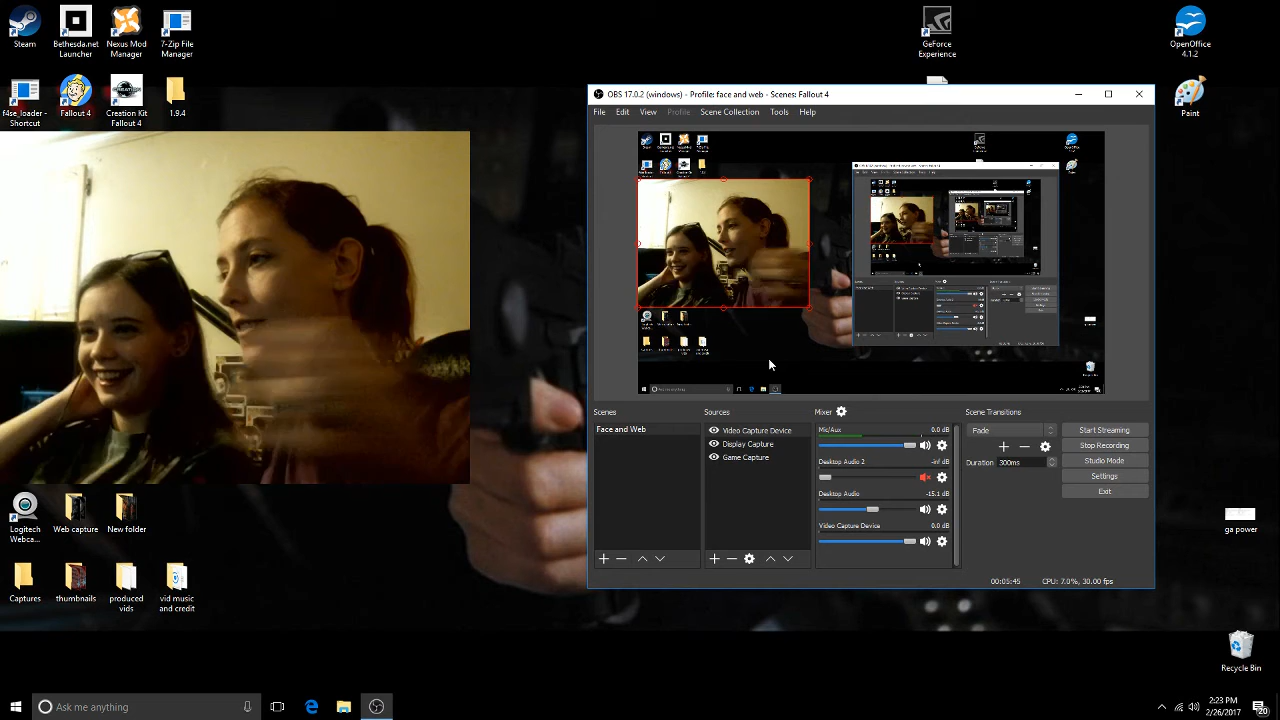 Steam
Bethesda.net
Launcher
Nexus Mod
Manager
7-Zip File
Manager
GeForce
Experience
OpenOffice
4.1.2
f4se_loader -
Shortcut
Fallout 4
Creation Kit
Fallout 4
1.9.4
Paint
OBS 17.0.2 (windows) - Profile: face and web - Scenes: Fallout 4
File Edit View Profile Scene Collection Tools Help
Scenes
Face and Web
Sources
Video Capture Device
Display Capture
Game Capture
Mixer
Mic/Aux 0.0 dB
Desktop Audio 2 -inf dB
Desktop Audio -15.1 dB
Video Capture Device 0.0 dB
Scene Transitions
Fade
Duration 300ms
Start Streaming
Stop Recording
Studio Mode
Settings
Exit
00:05:45 CPU: 7.0%, 30.00 fps
Logitech
Webca...
Web capture
New folder
ga power
Captures
thumbnails
produced
vids
vid music
and credit
Recycle Bin
Ask me anything
2:23 PM
2/26/2017
20